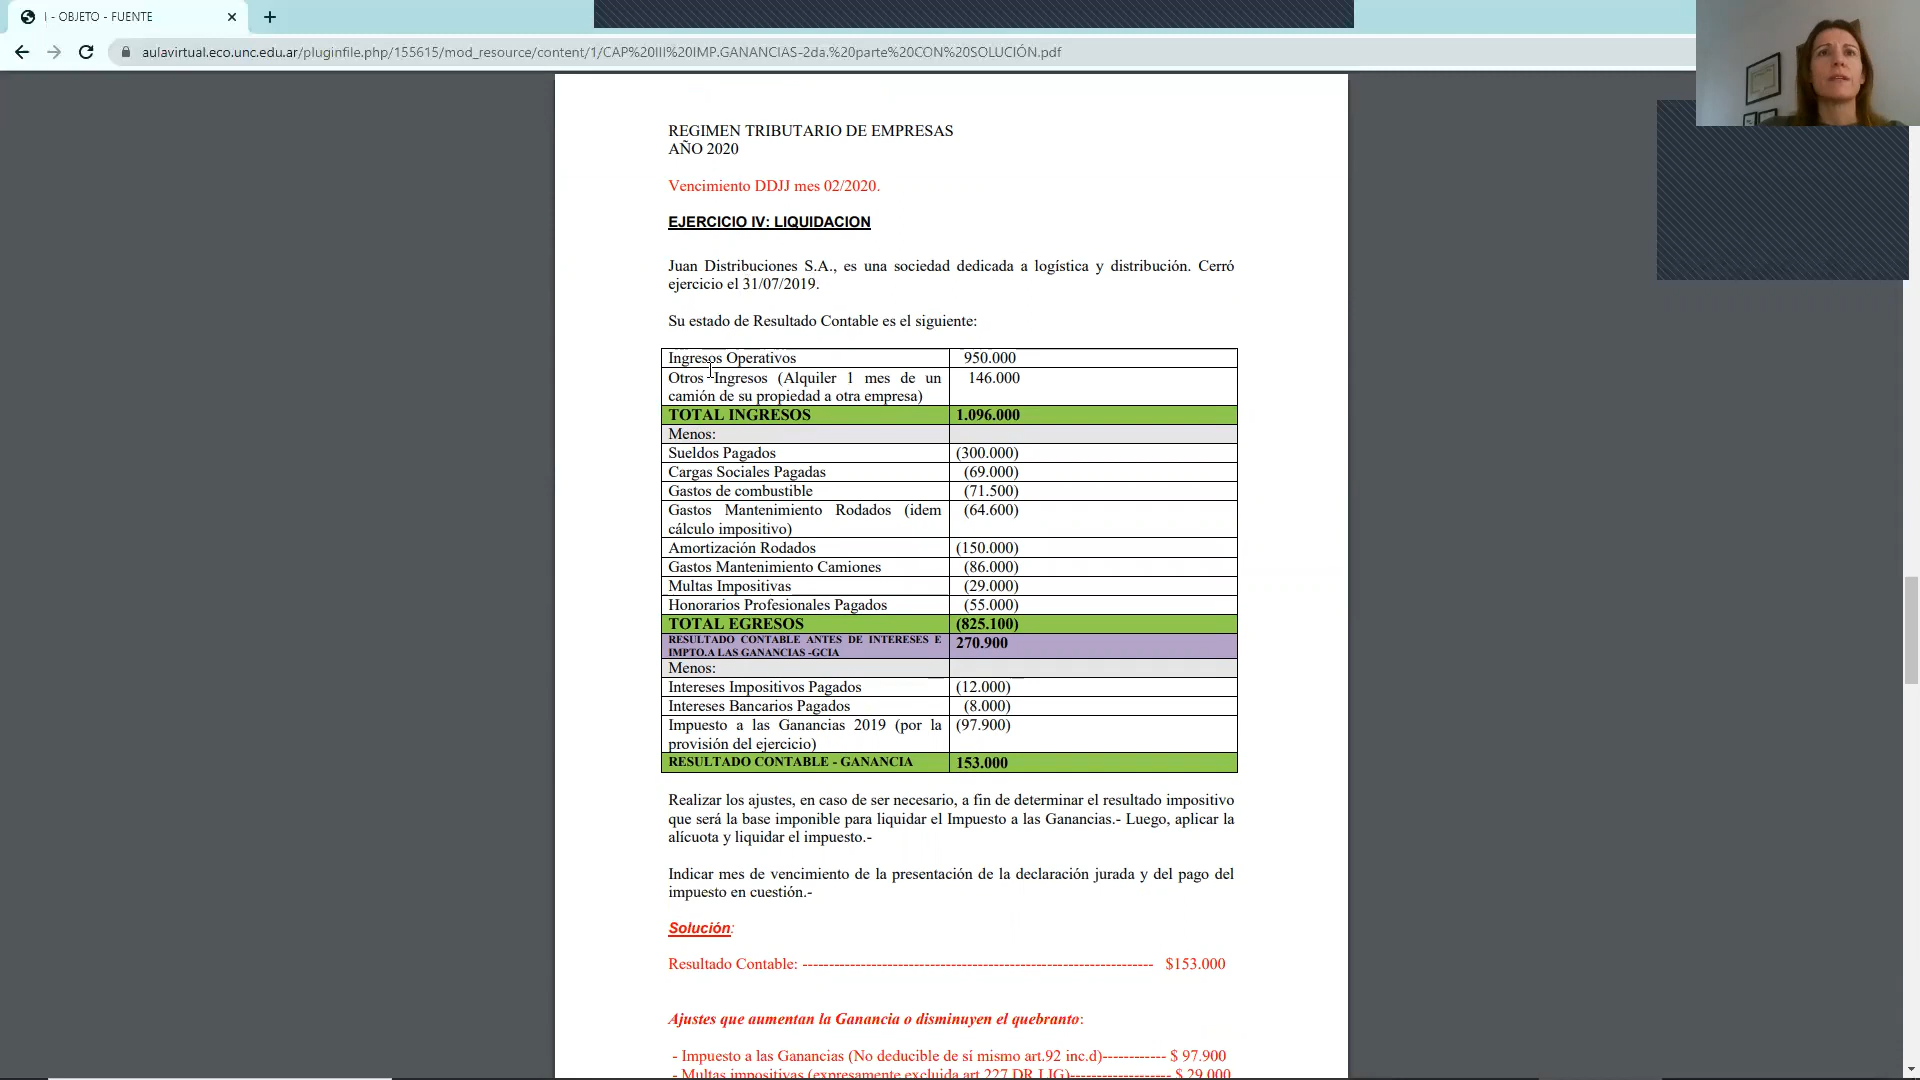 I - OBJETO - FUENTE
aulavirtual.eco.unc.edu.ar/pluginfile.php/155615/mod_resource/content/1/CAP%20III%20IMP.GANANCIAS-2da.%20parte%20CON%20SOLUCIÓN.pdf
REGIMEN TRIBUTARIO DE EMPRESAS
AÑO 2020
Vencimiento DDJJ mes 02/2020.
EJERCICIO IV: LIQUIDACION
Juan Distribuciones S.A., es una sociedad dedicada a logística y distribución. Cerró
ejercicio el 31/07/2019.
Su estado de Resultado Contable es el siguiente:
Ingresos Operativos 950.000
Otros Ingresos (Alquiler 1 mes de un 146.000
camión de su propiedad a otra empresa)
TOTAL INGRESOS 1.096.000
Menos:
Sueldos Pagados (300.000)
Cargas Sociales Pagadas (69.000)
Gastos de combustible (71.500)
Gastos Mantenimiento Rodados (idem (64.600)
cálculo impositivo)
Amortización Rodados (150.000)
Gastos Mantenimiento Camiones (86.000)
Multas Impositivas (29.000)
Honorarios Profesionales Pagados (55.000)
TOTAL EGRESOS (825.100)
RESULTADO CONTABLE ANTES DE INTERESES E 270.900
IMPTO.A LAS GANANCIAS -GCIA
Menos:
Intereses Impositivos Pagados (12.000)
Intereses Bancarios Pagados (8.000)
Impuesto a las Ganancias 2019 (por la (97.900)
provisión del ejercicio)
RESULTADO CONTABLE - GANANCIA 153.000
Realizar los ajustes, en caso de ser necesario, a fin de determinar el resultado impositivo
que será la base imponible para liquidar el Impuesto a las Ganancias.- Luego, aplicar la
alícuota y liquidar el impuesto.-
Indicar mes de vencimiento de la presentación de la declaración jurada y del pago del
impuesto en cuestión.-
Solución:
Resultado Contable: ------------------------------------------------------------------ $153.000
Ajustes que aumentan la Ganancia o disminuyen el quebranto:
- Impuesto a las Ganancias (No deducible de sí mismo art.92 inc.d)------------ $ 97.900
- Multas impositivas (expresamente excluida art 227 DR LIG)------------------- $ 29.000